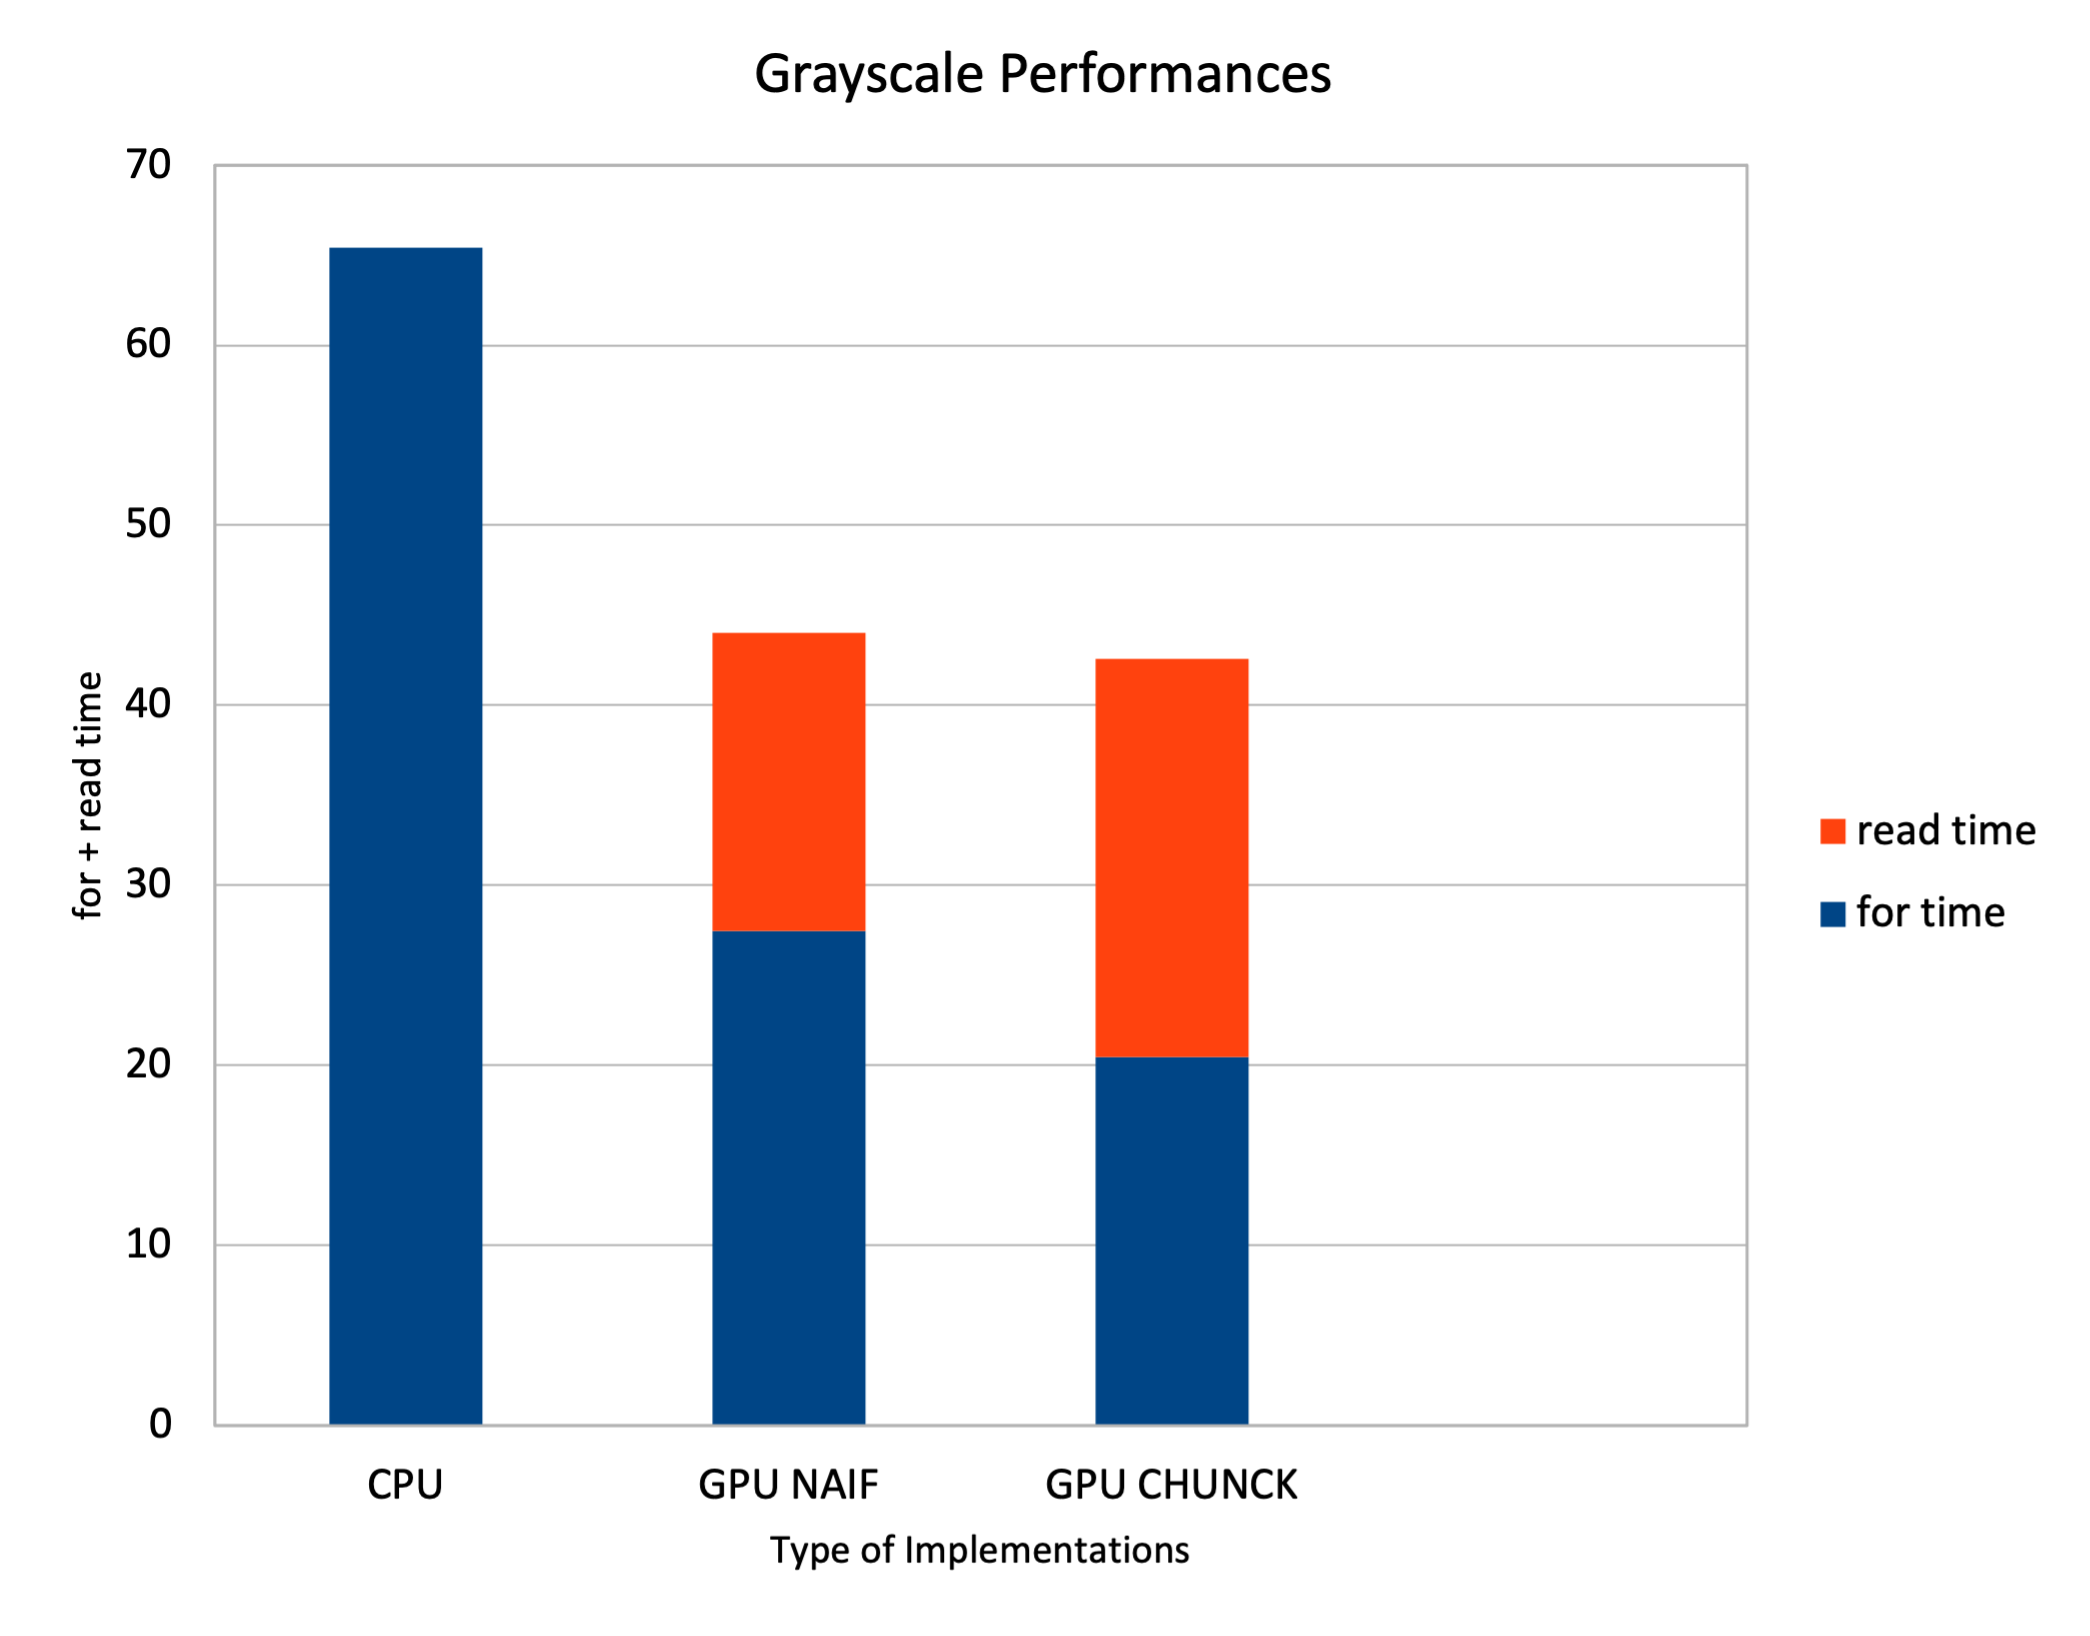 Grayscale Performances
70
60
50
40
30
20
10
0
for + read time
CPU
GPU NAIF
GPU CHUNCK
Type of Implementations
read time
for time